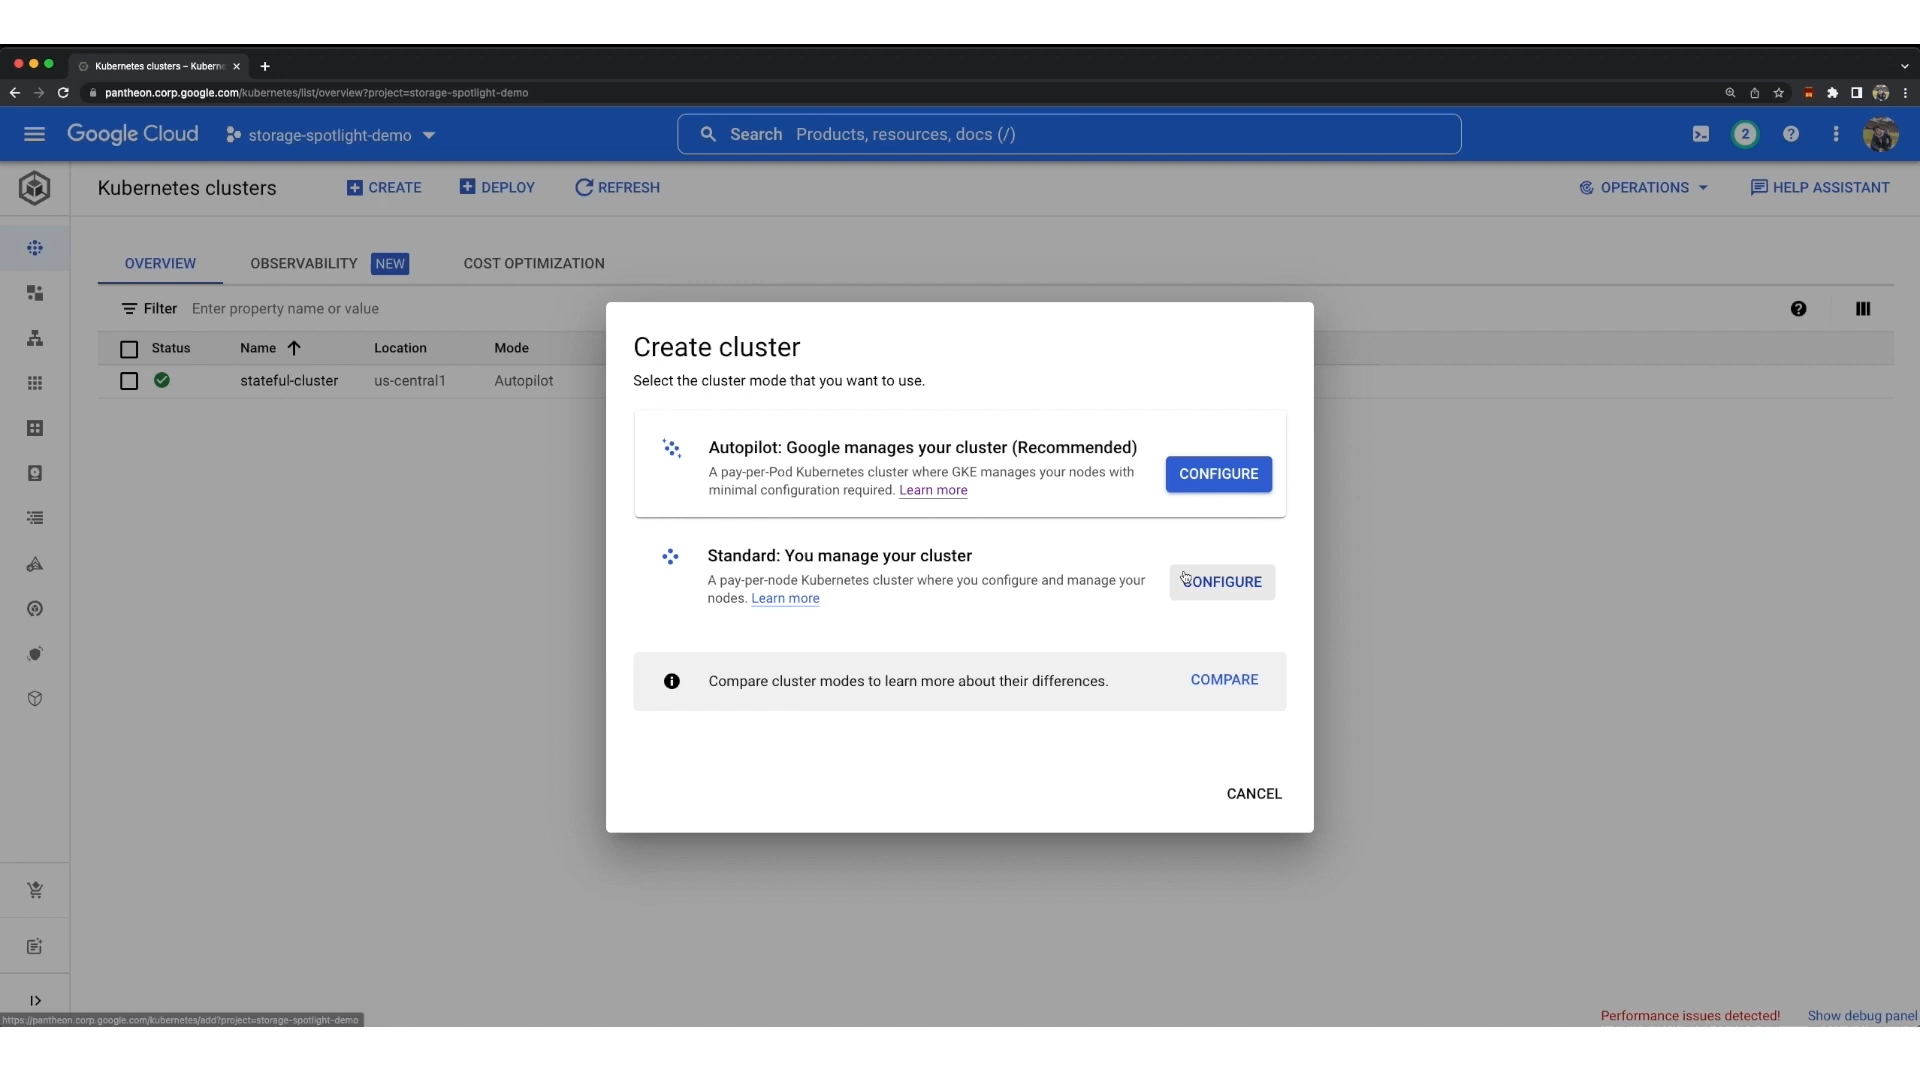 Kubernetes clusters – Kuberne
pantheon.corp.google.com/kubernetes/list/overview?project=storage-spotlight-demo
Google Cloud
storage-spotlight-demo
Search Products, resources, docs (/)
2
Kubernetes clusters
CREATE
DEPLOY
REFRESH
OPERATIONS
HELP ASSISTANT
OVERVIEW
OBSERVABILITY NEW
COST OPTIMIZATION
Filter Enter property name or value
Status Name Location Mode
stateful-cluster us-central1 Autopilot
Create cluster
Select the cluster mode that you want to use.
Autopilot: Google manages your cluster (Recommended)
A pay-per-Pod Kubernetes cluster where GKE manages your nodes with
minimal configuration required. Learn more
CONFIGURE
Standard: You manage your cluster
A pay-per-node Kubernetes cluster where you configure and manage your
nodes. Learn more
CONFIGURE
Compare cluster modes to learn more about their differences.
COMPARE
CANCEL
Performance issues detected! Show debug panel
https://pantheon.corp.google.com/kubernetes/add?project=storage-spotlight-demo